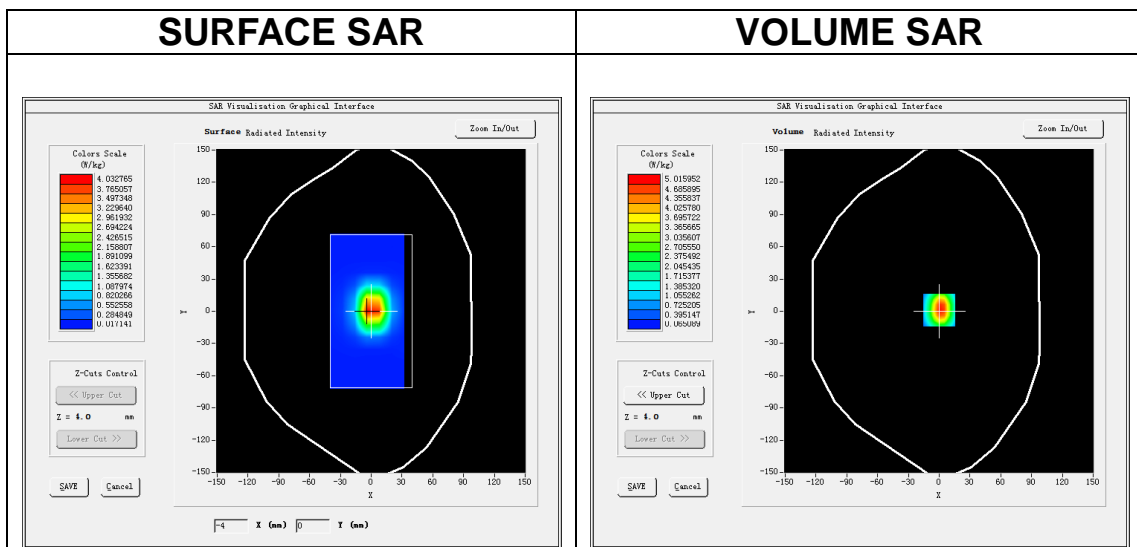 SURFACE SAR
VOLUME SAR
SAR Visualisation Graphical Interface
Surface Radiated Intensity
Zoom In/Out
Colors Scale
(W/kg)
4.032765
3.765057
3.497348
3.229640
2.961932
2.694224
2.426515
2.158807
1.891099
1.623391
1.355682
1.087974
0.820266
0.552558
0.284849
0.017141
150
120
90
60
30
0
-30
-60
-90
-120
-150
Y
-150 -120 -90 -60 -30 0 30 60 90 120 150
X
Z-Cuts Control
<< Upper Cut
Z = 4.0 mm
Lower Cut >>
SAVE Cancel
-4 X (mm) 0 Y (mm)
SAR Visualisation Graphical Interface
Volume Radiated Intensity
Zoom In/Out
Colors Scale
(W/kg)
5.015952
4.685895
4.355837
4.025780
3.695722
3.365665
3.035607
2.705550
2.375492
2.045435
1.715377
1.385320
1.055262
0.725205
0.395147
0.065089
150
120
90
60
30
0
-30
-60
-90
-120
-150
Y
-150 -120 -90 -60 -30 0 30 60 90 120 150
X
Z-Cuts Control
<< Upper Cut
Z = 4.0 mm
Lower Cut >>
SAVE Cancel